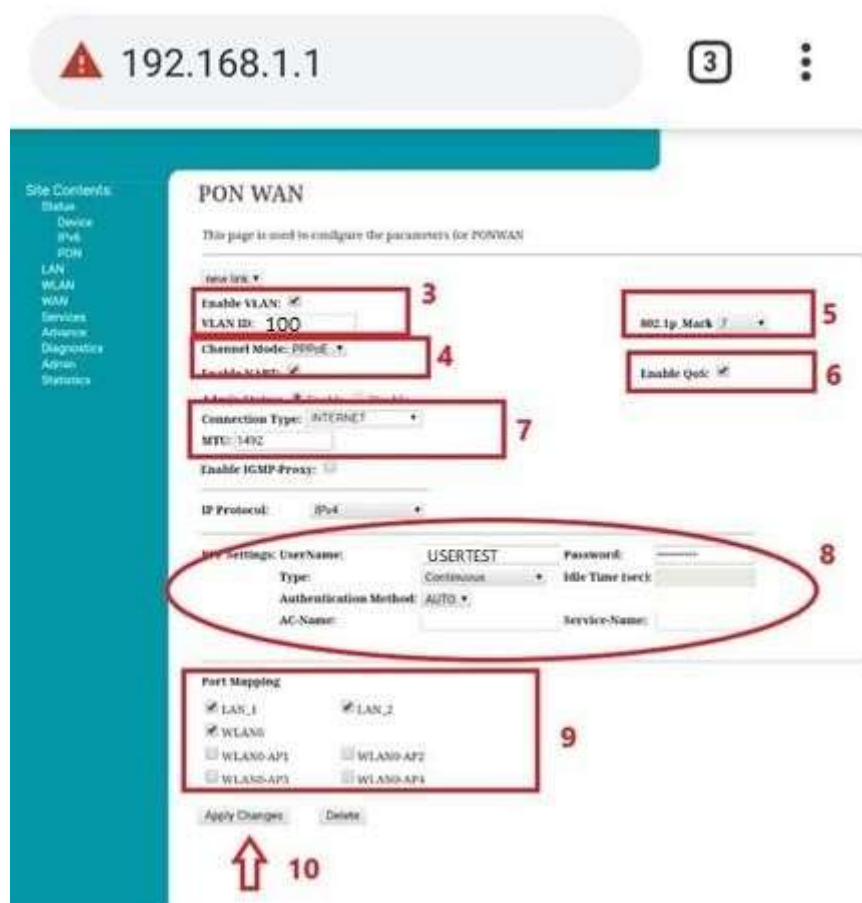 192.168.1.1
3
Site Contents:
Status
Device
IPv6
PON
LAN
WLAN
WAN
Services
Advance
Diagnostics
Admin
Statistics
PON WAN
This page is used to configure the parameters for PONWAN
new link
Enable VLAN:
VLAN ID: 100
3
802.1p_Mark 7
5
Channel Mode: PPPoE
Enable NAPT:
4
Enable QoS:
6
Admin Status: Enable Disable
Connection Type: INTERNET
MTU: 1492
7
Enable IGMP-Proxy:
IP Protocol: IPv4
PPP Settings: UserName: USERTEST Password:
8
Type: Continuous Idle Time (sec):
Authentication Method: AUTO
AC-Name: Service-Name:
Port Mapping
LAN_1 LAN_2
WLAN0
9
WLAN0-AP1 WLAN0-AP2
WLAN0-AP3 WLAN0-AP4
Apply Changes Delete
10